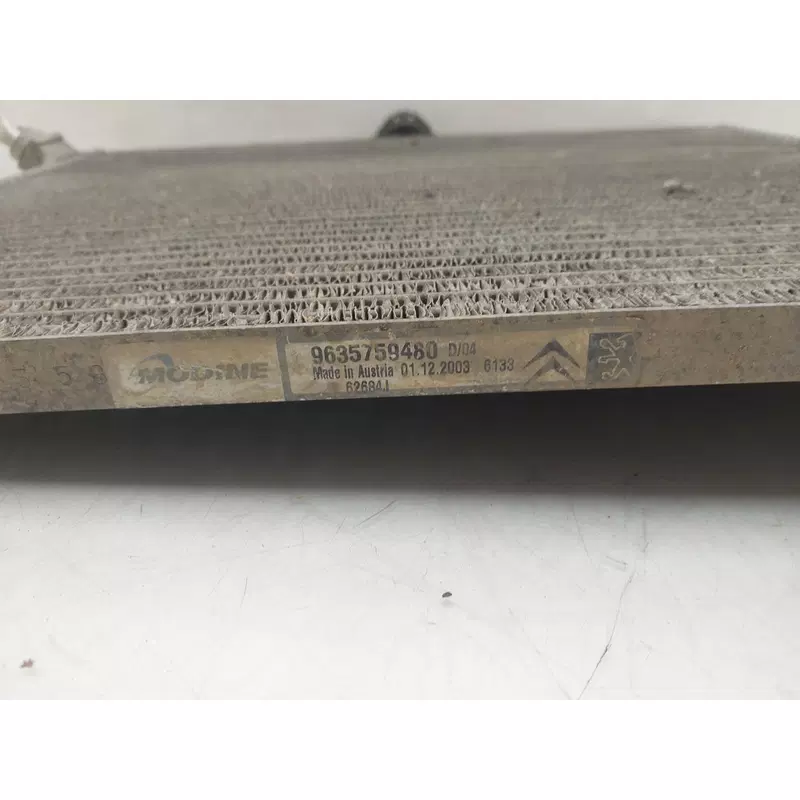 MODINE
9635759480 D/04
Made in Austria 01.12.2003 6133
62684J